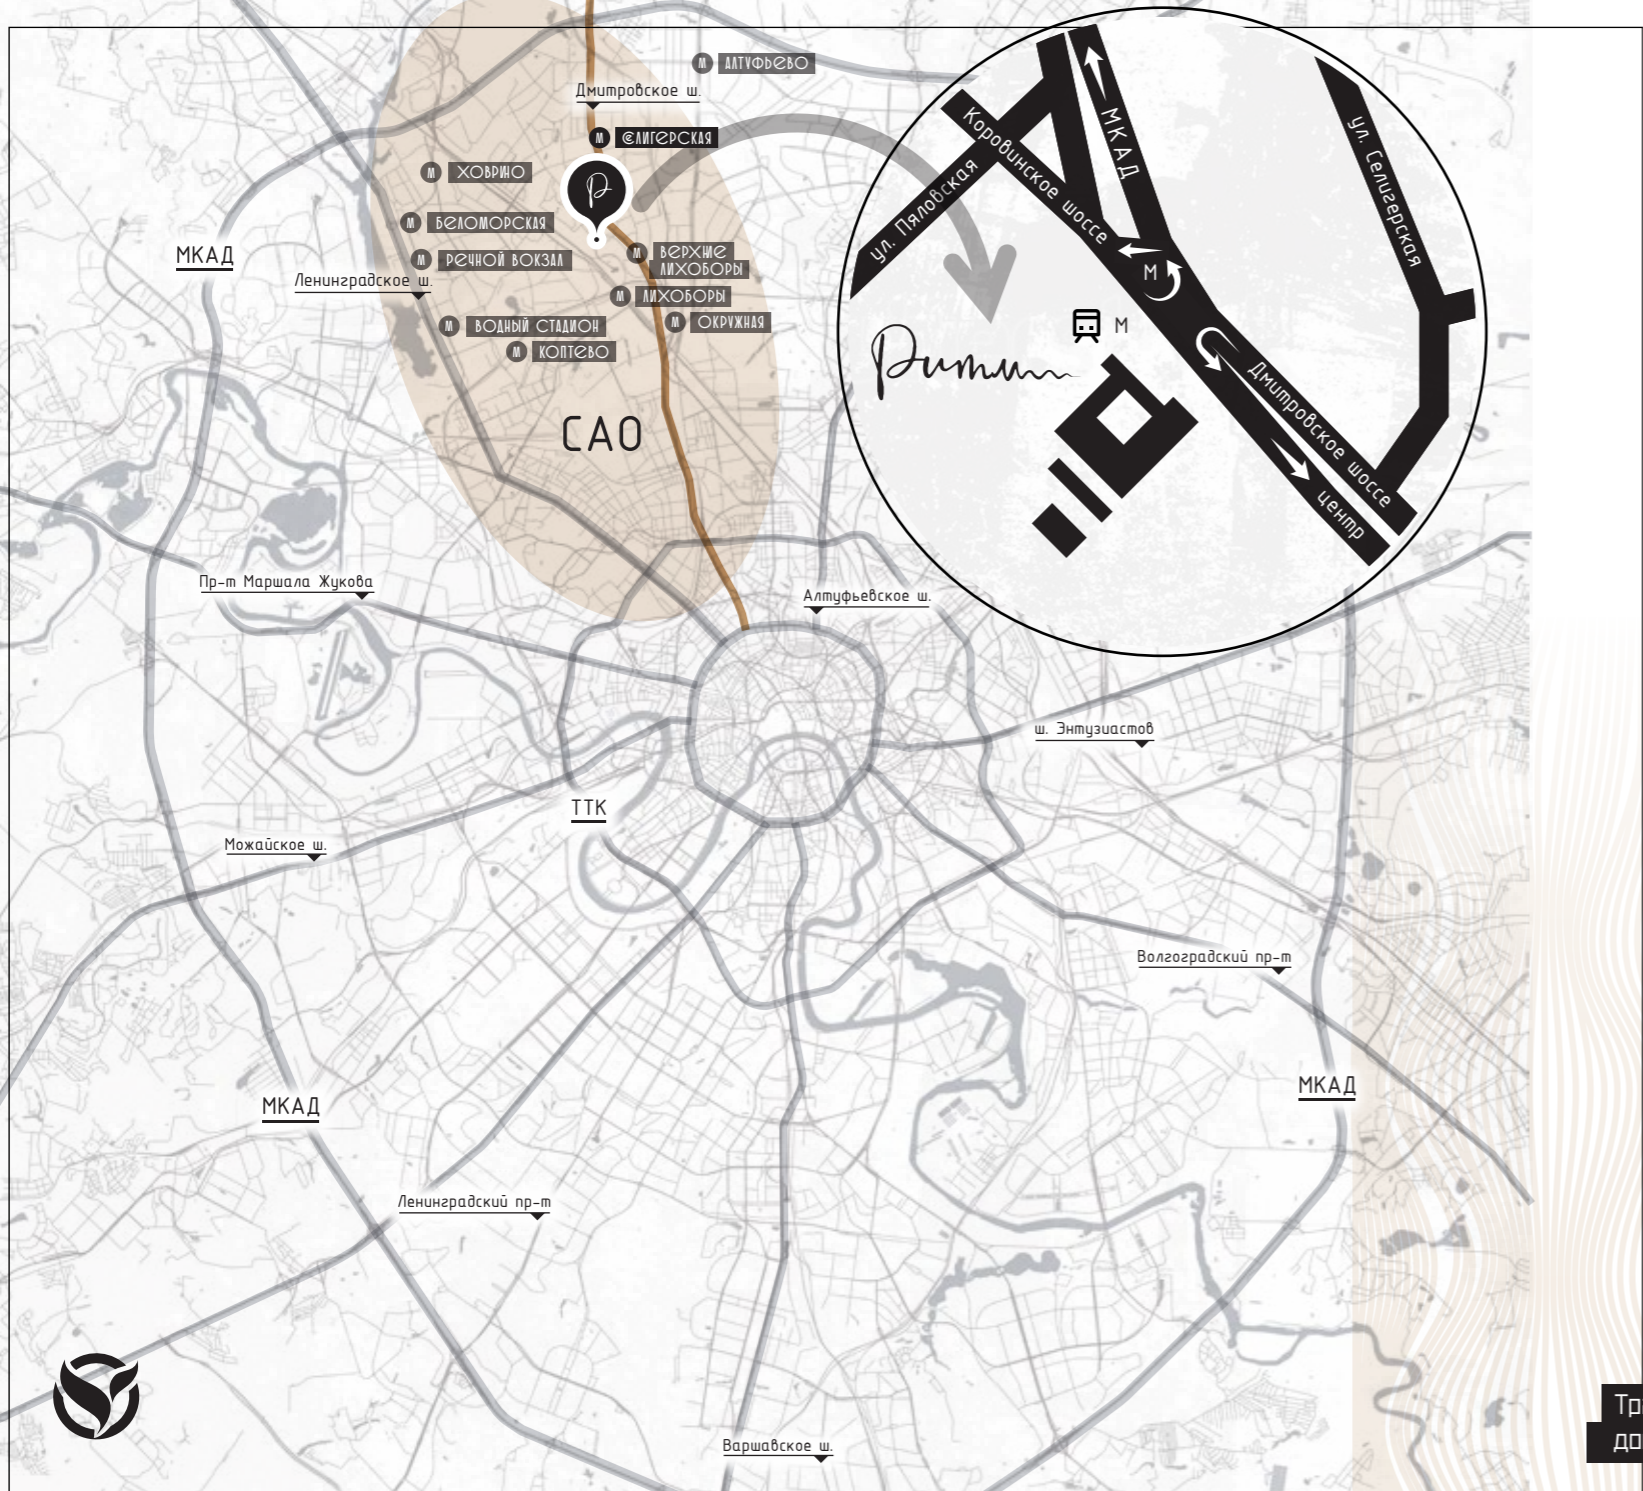 М АЛТУФЬЕВО
Дмитровское ш.
М СЕЛИГЕРСКАЯ
Р
М ХОВРИНО
М БЕЛОМОРСКАЯ
МКАД
М РЕЧНОЙ ВОКЗАЛ
М ВЕРХНИЕ
ЛИХОБОРЫ
Ленинградское ш.
М ЛИХОБОРЫ
М ВОДНЫЙ СТАДИОН
М ОКРУЖНАЯ
М КОПТЕВО
САО
МКАД
Коровинское шоссе
ул. Пяловская
ул. Селигерская
М
М
Ритм
Дмитровское шоссе
центр
Пр-т Маршала Жукова
Алтуфьевское ш.
ш. Энтузиастов
ТТК
Можайское ш.
Волгоградский пр-т
МКАД
МКАД
Ленинградский пр-т
Варшавское ш.